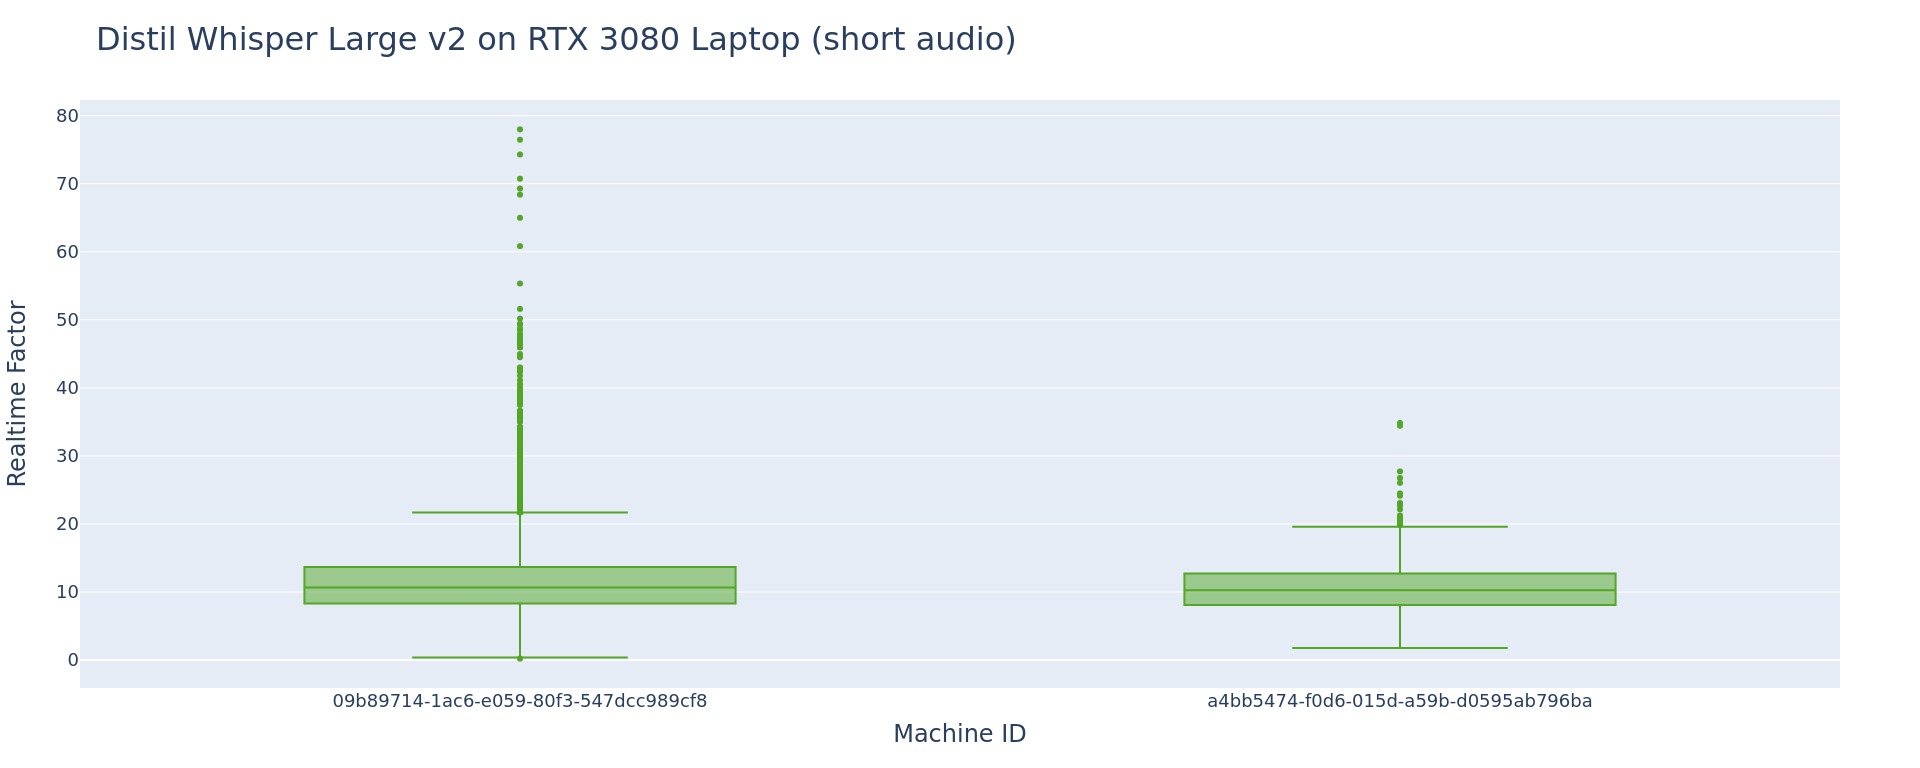 Distil Whisper Large v2 on RTX 3080 Laptop (short audio)
80
70
60
50
40
30
20
10
0
Realtime Factor
09b89714-1ac6-e059-80f3-547dcc989cf8
a4bb5474-f0d6-015d-a59b-d0595ab796ba
Machine ID